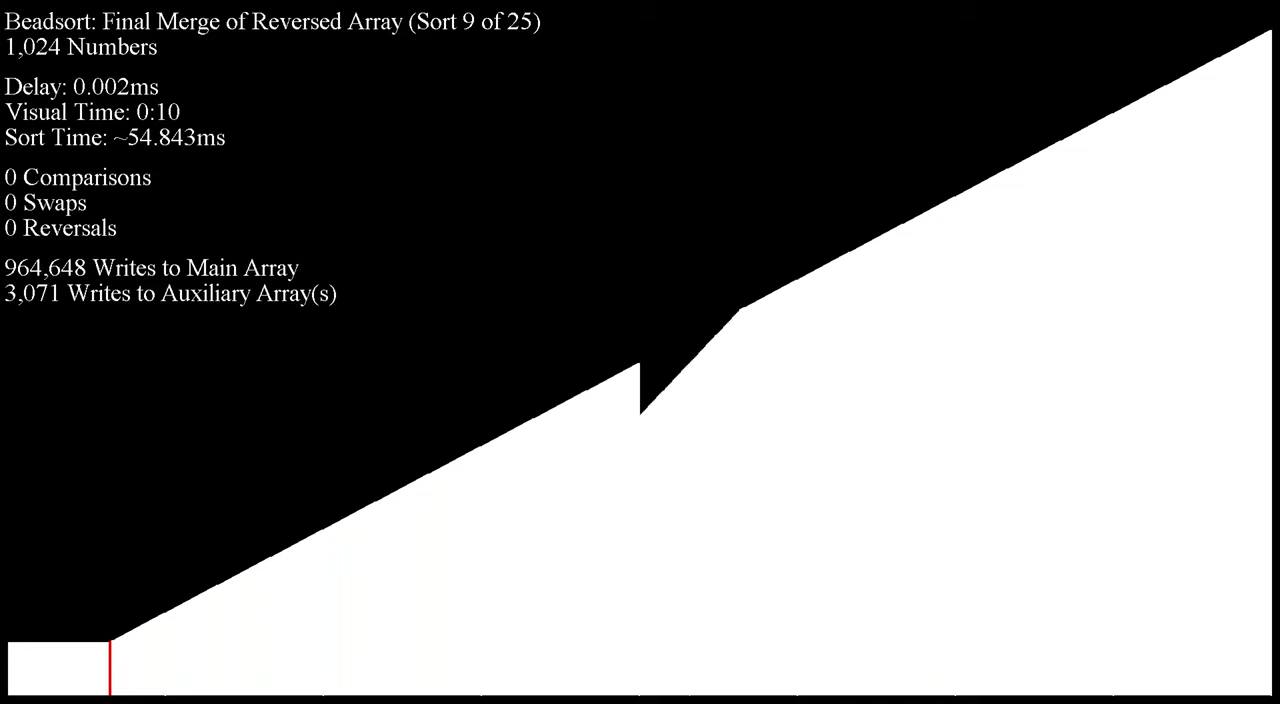 Beadsort: Final Merge of Reversed Array (Sort 9 of 25)
1,024 Numbers
Delay: 0.002ms
Visual Time: 0:10
Sort Time: ~54.843ms
0 Comparisons
0 Swaps
0 Reversals
964,648 Writes to Main Array
3,071 Writes to Auxiliary Array(s)